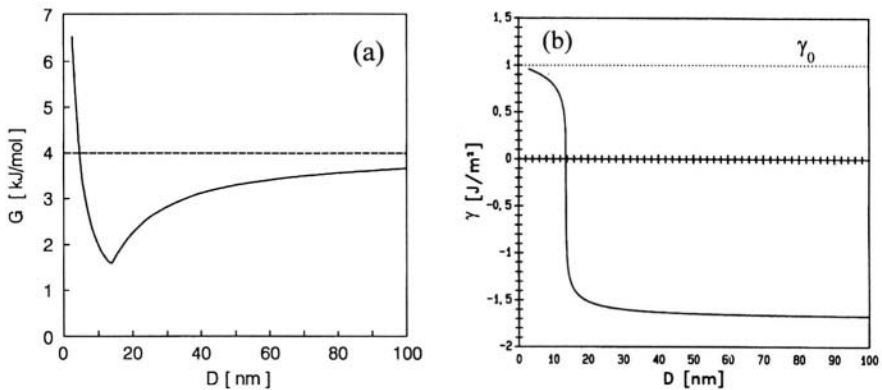 (a)
7
6
5
4
3
2
1
0
G [ kJ/mol ]
0 20 40 60 80 100
D [ nm ]
(b)
γ₀
1,5
1
0,5
0
-0,5
-1
-1,5
-2
γ [J/m²]
0 10 20 30 40 50 60 70 80 90 100
D [nm]